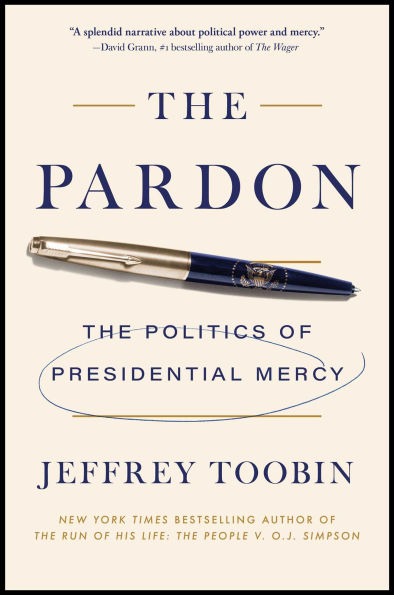 "A splendid narrative about political power and mercy."
—David Grann, #1 bestselling author of The Wager
THE
PARDON
THE POLITICS OF
PRESIDENTIAL MERCY
JEFFREY TOOBIN
NEW YORK TIMES BESTSELLING AUTHOR OF
THE RUN OF HIS LIFE: THE PEOPLE V. O.J. SIMPSON